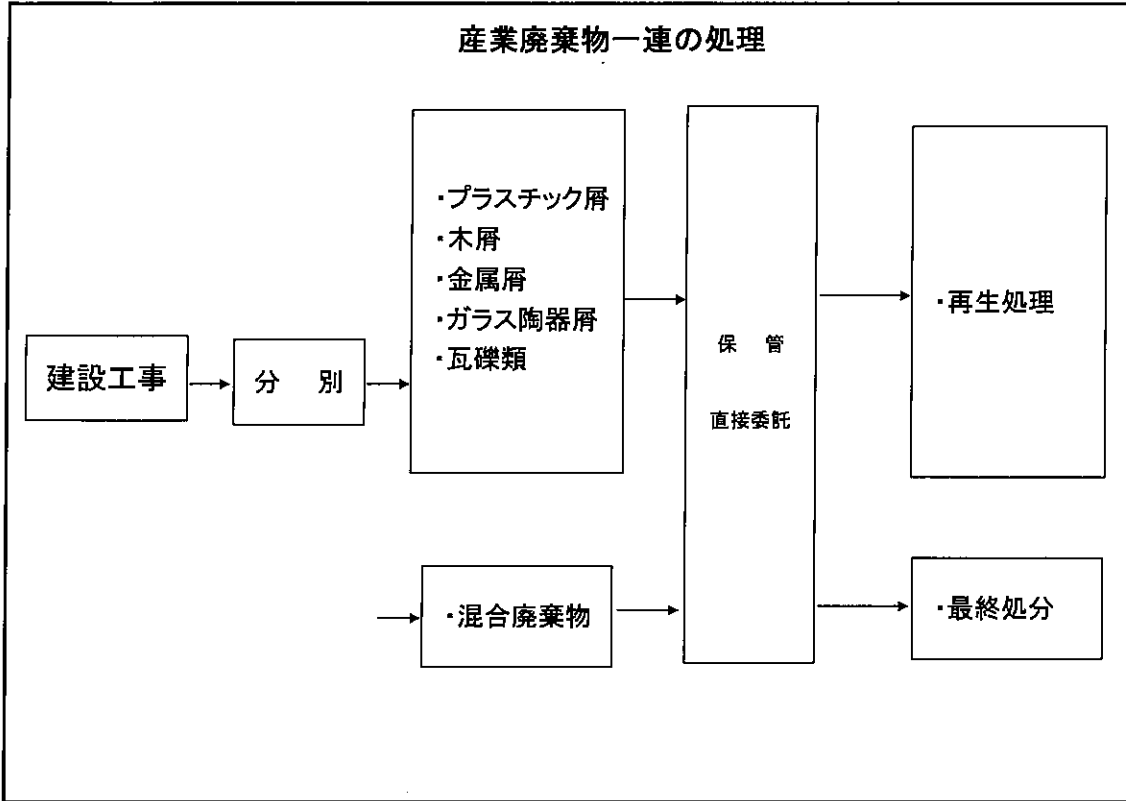 産業廃棄物一連の処理
建設工事
分　別
・プラスチック屑
・木屑
・金属屑
・ガラス陶器屑
・瓦礫類
・混合廃棄物
保　管
直接委託
・再生処理
・最終処分